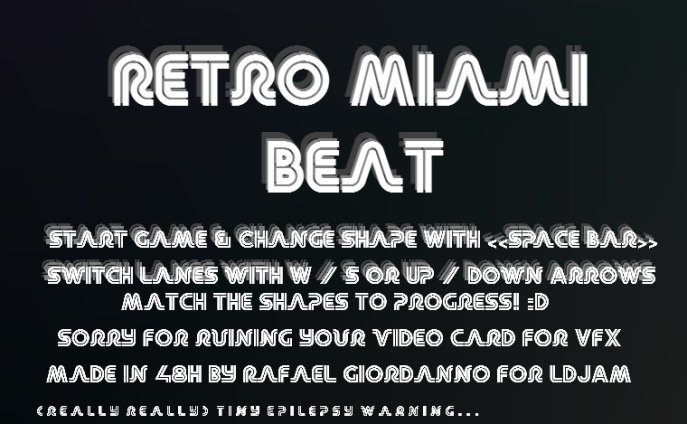 RETRO MIAMI
BEAT
START GAME & CHANGE SHAPE WITH <<SPACE BAR>>
SWITCH LANES WITH W / S OR UP / DOWN ARROWS
MATCH THE SHAPES TO PROGRESS! :D
SORRY FOR RUINING YOUR VIDEO CARD FOR VFX
MADE IN 48H BY RAFAEL GIORDANNO FOR LDJAM
(REALLY REALLY) TINY EPILEPSY WARNING...